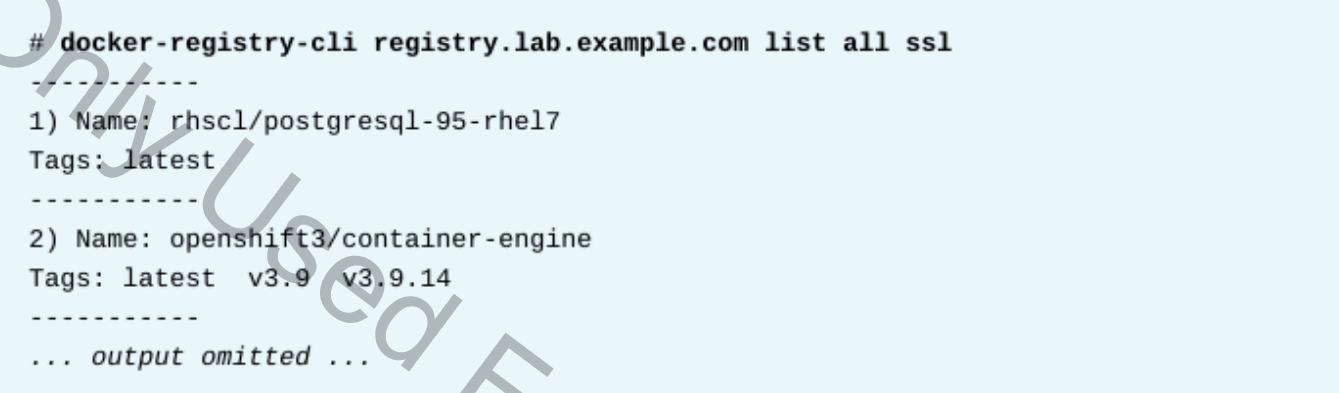 # docker-registry-cli registry.lab.example.com list all ssl
-----------
1) Name: rhscl/postgresql-95-rhel7
Tags: latest
-----------
2) Name: openshift3/container-engine
Tags: latest  v3.9  v3.9.14
-----------
... output omitted ...
Only Used F